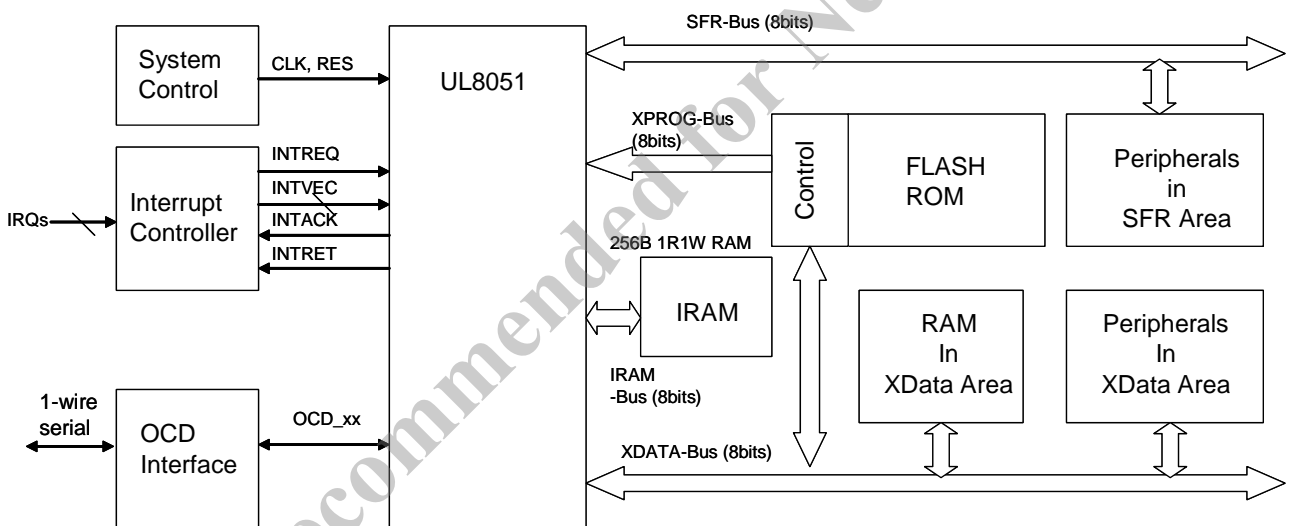 SFR-Bus (8bits)
System
Control
CLK, RES
UL8051
XPROG-Bus
(8bits)
Control
FLASH
ROM
Peripherals
in
SFR Area
INTREQ
INTVEC
INTACK
INTRET
IRQs
Interrupt
Controller
256B 1R1W RAM
IRAM
RAM
In
XData Area
Peripherals
In
XData Area
IRAM
-Bus (8bits)
1-wire
serial
OCD
Interface
OCD_xx
XDATA-Bus (8bits)
ecommended for N